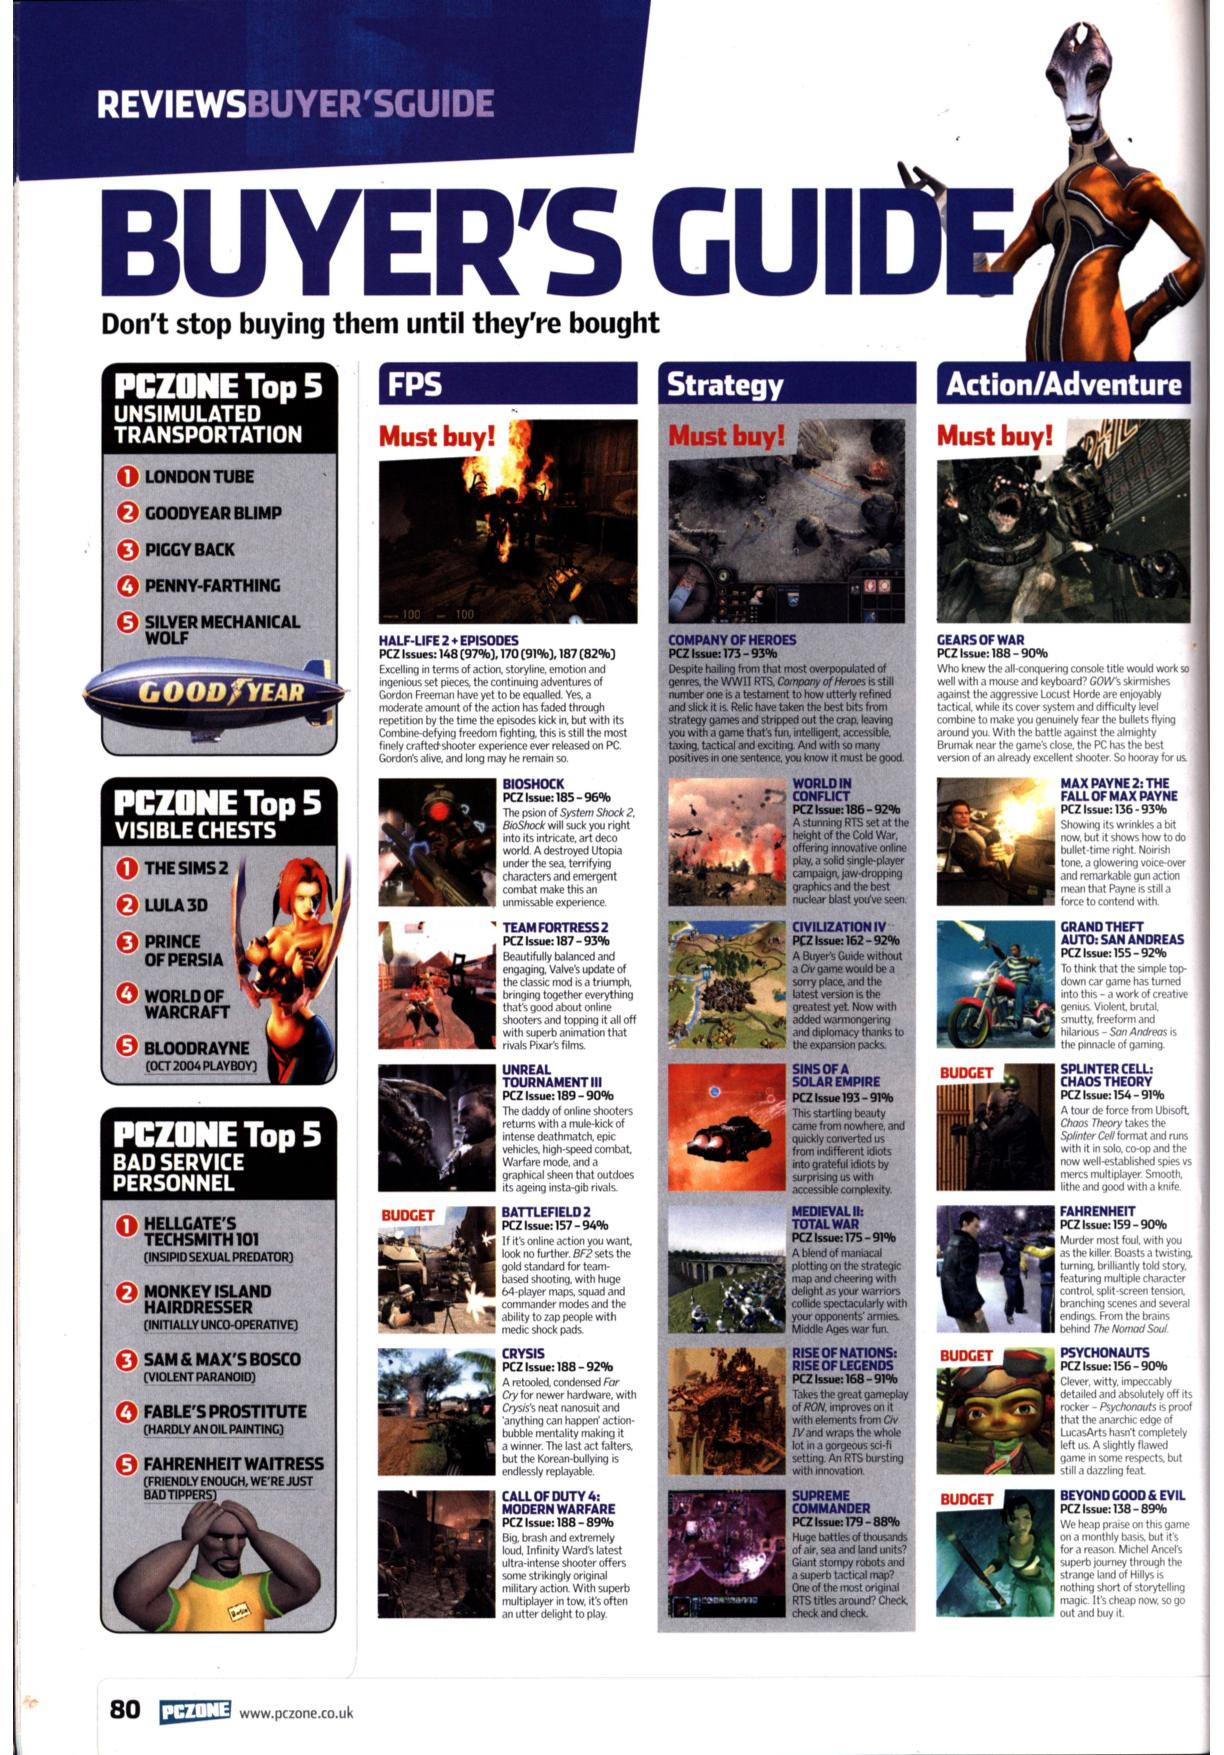 REVIEWSBUYER'SGUIDE
BUYER'S GUIDE
Don't stop buying them until they're bought
PCZONE Top 5
UNSIMULATED
TRANSPORTATION
1 LONDON TUBE
2 GOODYEAR BLIMP
3 PIGGY BACK
4 PENNY-FARTHING
5 SILVER MECHANICAL
WOLF
GOODYEAR
PCZONE Top 5
VISIBLE CHESTS
1 THE SIMS 2
2 LULA 3D
3 PRINCE
OF PERSIA
4 WORLD OF
WARCRAFT
5 BLOODRAYNE
(OCT 2004 PLAYBOY)
PCZONE Top 5
BAD SERVICE
PERSONNEL
1 HELLGATE'S
TECHSMITH 101
(INSIPID SEXUAL PREDATOR)
2 MONKEY ISLAND
HAIRDRESSER
(INITIALLY UNCO-OPERATIVE)
3 SAM & MAX'S BOSCO
(VIOLENT PARANOID)
4 FABLE'S PROSTITUTE
(HARDLY AN OIL PAINTING)
5 FAHRENHEIT WAITRESS
(FRIENDLY ENOUGH, WE'RE JUST
BAD TIPPERS)
FPS
Must buy!
100 100
HALF-LIFE 2 + EPISODES
PCZ Issues: 148 (97%), 170 (91%), 187 (82%)
Excelling in terms of action, storyline, emotion and
ingenious set pieces, the continuing adventures of
Gordon Freeman have yet to be equalled. Yes, a
moderate amount of the action has faded through
repetition by the time the episodes kick in, but with its
Combine-defying freedom fighting, this is still the most
finely crafted shooter experience ever released on PC.
Gordon's alive, and long may he remain so.
BIOSHOCK
PCZ Issue: 185 – 96%
The psion of System Shock 2,
BioShock will suck you right
into its intricate, art deco
world. A destroyed Utopia
under the sea, terrifying
characters and emergent
combat make this an
unmissable experience.
TEAM FORTRESS 2
PCZ Issue: 187 – 93%
Beautifully balanced and
engaging, Valve's update of
the classic mod is a triumph,
bringing together everything
that's good about online
shooters and topping it all off
with superb animation that
rivals Pixar's films.
UNREAL
TOURNAMENT III
PCZ Issue: 189 – 90%
The daddy of online shooters
returns with a mule-kick of
intense deathmatch, epic
vehicles, high-speed combat,
Warfare mode, and a
graphical sheen that outdoes
its ageing insta-gib rivals.
BUDGET
BATTLEFIELD 2
PCZ Issue: 157 – 94%
If it's online action you want,
look no further. BF2 sets the
gold standard for team-
based shooting, with huge
64-player maps, squad and
commander modes and the
ability to zap people with
medic shock pads.
CRYSIS
PCZ Issue: 188 – 92%
A retooled, condensed Far
Cry for newer hardware, with
Crysis's neat nanosuit and
'anything can happen' action-
bubble mentality making it
a winner. The last act falters,
but the Korean-bullying is
endlessly replayable.
CALL OF DUTY 4:
MODERN WARFARE
PCZ Issue: 188 – 89%
Big, brash and extremely
loud, Infinity Ward's latest
ultra-intense shooter offers
some strikingly original
military action. With superb
multiplayer in tow, it's often
an utter delight to play.
Strategy
Must buy!
COMPANY OF HEROES
PCZ Issue: 173 – 93%
Despite hailing from that most overpopulated of
genres, the WWII RTS, Company of Heroes is still
number one is a testament to how utterly refined
and slick it is. Relic have taken the best bits from
strategy games and stripped out the crap, leaving
you with a game that's fun, intelligent, accessible,
taxing, tactical and exciting. And with so many
positives in one sentence, you know it must be good.
WORLD IN
CONFLICT
PCZ Issue: 186 – 92%
A stunning RTS set at the
height of the Cold War,
offering innovative online
play, a solid single-player
campaign, jaw-dropping
graphics and the best
nuclear blast you've seen.
CIVILIZATION IV
PCZ Issue: 162 – 92%
A Buyer's Guide without
a Civ game would be a
sorry place, and the
latest version is the
greatest yet. Now with
added warmongering
and diplomacy thanks to
the expansion packs.
SINS OF A
SOLAR EMPIRE
PCZ Issue 193 – 91%
This startling beauty
came from nowhere, and
quickly converted us
from indifferent idiots
into grateful idiots by
surprising us with
accessible complexity.
MEDIEVAL II:
TOTAL WAR
PCZ Issue: 175 – 91%
A blend of maniacal
plotting on the strategic
map and cheering with
delight as your warriors
collide spectacularly with
your opponents' armies.
Middle Ages war fun.
RISE OF NATIONS:
RISE OF LEGENDS
PCZ Issue: 168 – 91%
Takes the great gameplay
of RON, improves on it
with elements from Civ
IV and wraps the whole
lot in a gorgeous sci-fi
setting. An RTS bursting
with innovation.
SUPREME
COMMANDER
PCZ Issue: 179 – 88%
Huge battles of thousands
of air, sea and land units?
Giant stompy robots and
a superb tactical map?
One of the most original
RTS titles around? Check,
check and check.
Action/Adventure
Must buy!
GEARS OF WAR
PCZ Issue: 188 – 90%
Who knew the all-conquering console title would work so
well with a mouse and keyboard? GOW's skirmishes
against the aggressive Locust Horde are enjoyably
tactical, while its cover system and difficulty level
combine to make you genuinely fear the bullets flying
around you. With the battle against the almighty
Brumak near the game's close, the PC has the best
version of an already excellent shooter. So hooray for us.
MAX PAYNE 2: THE
FALL OF MAX PAYNE
PCZ Issue: 136 - 93%
Showing its wrinkles a bit
now, but it shows how to do
bullet-time right. Noirish
tone, a glowering voice-over
and remarkable gun action
mean that Payne is still a
force to contend with.
GRAND THEFT
AUTO: SAN ANDREAS
PCZ Issue: 155 – 92%
To think that the simple top-
down car game has turned
into this – a work of creative
genius. Violent, brutal,
smutty, freeform and
hilarious – San Andreas is
the pinnacle of gaming.
BUDGET
SPLINTER CELL:
CHAOS THEORY
PCZ Issue: 154 – 91%
A tour de force from Ubisoft,
Chaos Theory takes the
Splinter Cell format and runs
with it in solo, co-op and the
now well-established spies vs
mercs multiplayer. Smooth,
lithe and good with a knife.
FAHRENHEIT
PCZ Issue: 159 – 90%
Murder most foul, with you
as the killer. Boasts a twisting,
turning, brilliantly told story,
featuring multiple character
control, split-screen tension,
branching scenes and several
endings. From the brains
behind The Nomad Soul.
BUDGET
PSYCHONAUTS
PCZ Issue: 156 – 90%
Clever, witty, impeccably
detailed and absolutely off its
rocker – Psychonauts is proof
that the anarchic edge of
LucasArts hasn't completely
left us. A slightly flawed
game in some respects, but
still a dazzling feat.
BUDGET
BEYOND GOOD & EVIL
PCZ Issue: 138 – 89%
We heap praise on this game
on a monthly basis, but it's
for a reason. Michel Ancel's
superb journey through the
strange land of Hillys is
nothing short of storytelling
magic. It's cheap now, so go
out and buy it.
80 PCZONE www.pczone.co.uk